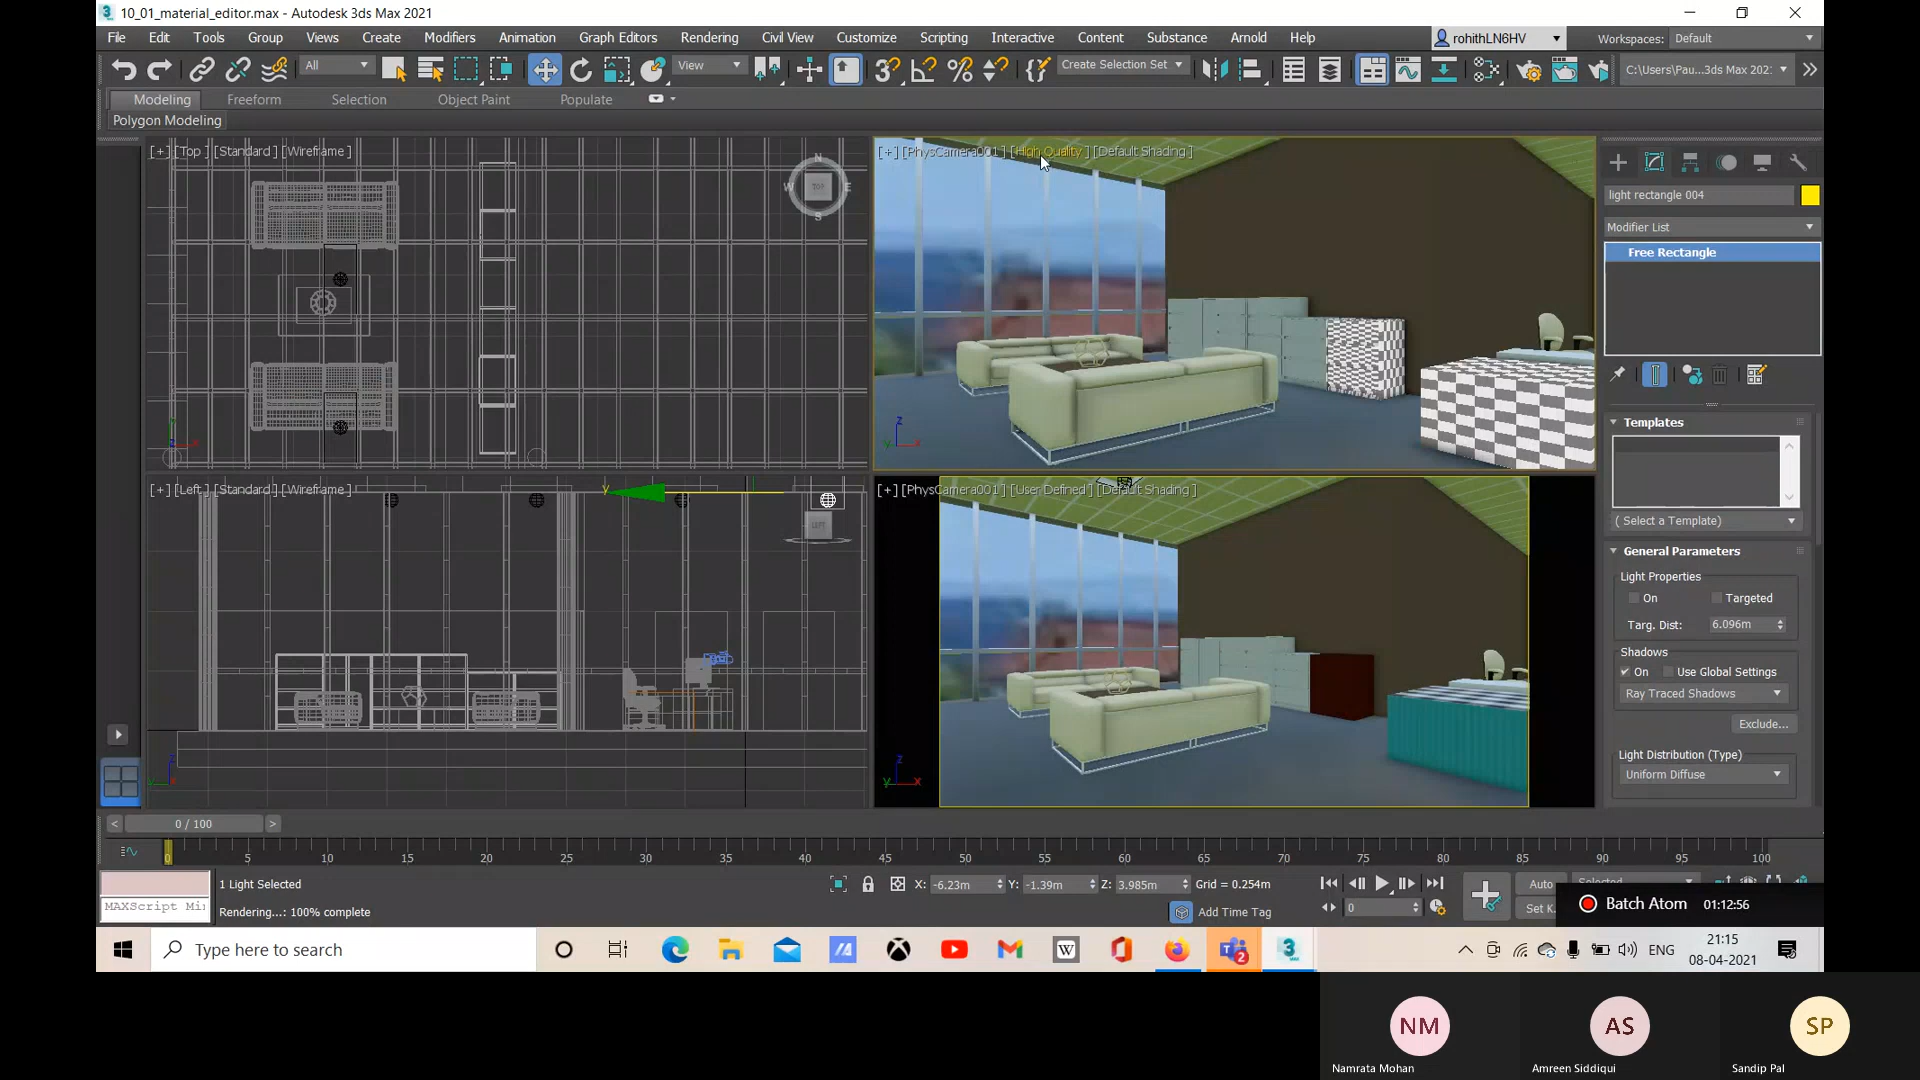 10_01_material_editor.max - Autodesk 3ds Max 2021
File Edit Tools Group Views Create Modifiers Animation Graph Editors Rendering Civil View Customize Scripting Interactive Content Substance Arnold Help rohithLN6HV Workspaces: Default
All View Create Selection Set C:\Users\Pau...3ds Max 202:
Modeling Freeform Selection Object Paint Populate
Polygon Modeling
[+] [Top ] [Standard ] [Wireframe ]
N
W TOP E
S
[+] [PhysCamera001 ] [High Quality ] [Default Shading ]
light rectangle 004
Modifier List
Free Rectangle
Templates
( Select a Template)
General Parameters
Light Properties
On Targeted
Targ. Dist: 6.096m
Shadows
On Use Global Settings
Ray Traced Shadows
Exclude...
Light Distribution (Type)
Uniform Diffuse
z
x
[+] [Left ] [Standard ] [Wireframe ]
y
LEFT
[+] [PhysCamera001 ] [User Defined ] [Default Shading ]
z
y x
< 0 / 100 >
0 5 10 15 20 25 30 35 40 45 50 55 60 65 70 75 80 85 90 95 100
1 Light Selected X: -6.23m Y: -1.39m Z: 3.985m Grid = 0.254m Auto Selected
MAXScript Mi Rendering...: 100% complete Add Time Tag 0 Set K
Batch Atom 01:12:56
Type here to search
2
ENG 21:15
08-04-2021
NM AS SP
Namrata Mohan Amreen Siddiqui Sandip Pal